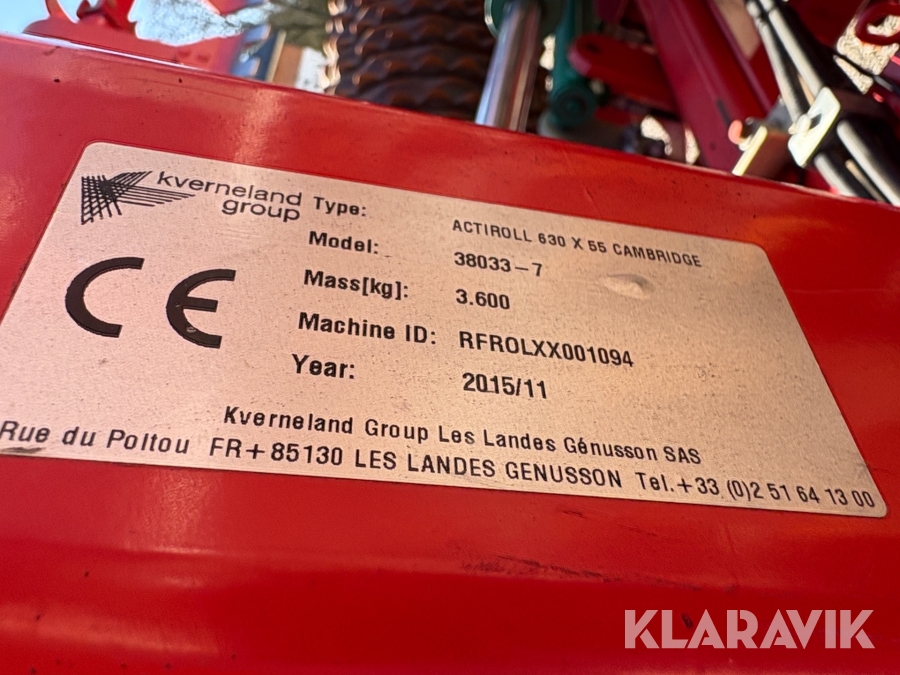 kverneland
group
Type: ACTIROLL 630 X 55 CAMBRIDGE
Model: 38033-7
Mass[kg]: 3.600
Machine ID: RFROLXX001094
Year: 2015/11
CE
Kverneland Group Les Landes Génusson SAS
Rue du Poitou FR+85130 LES LANDES GENUSSON Tel.+33 (0)2 51 64 13 00
KLARAVIK